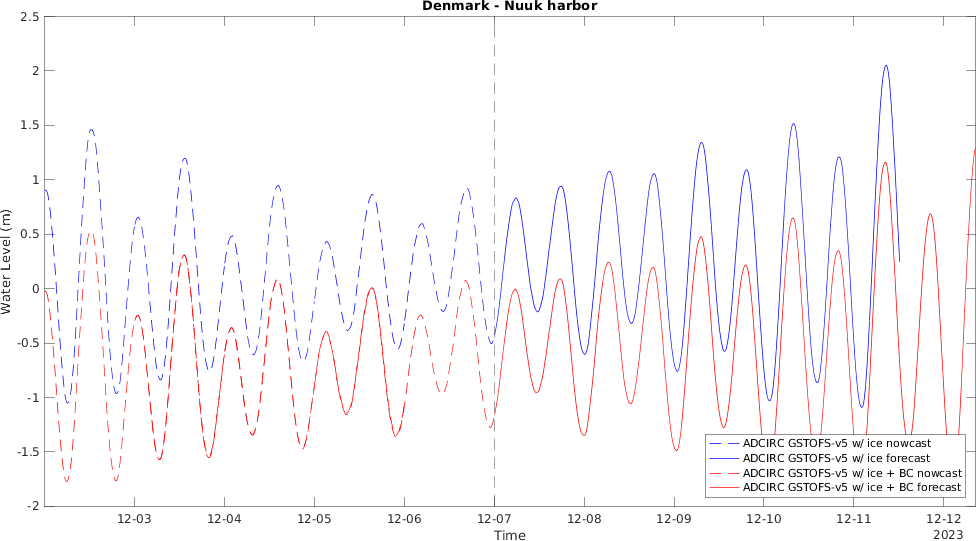 Denmark - Nuuk harbor
2.5
2
1.5
1
0.5
0
-0.5
-1
-1.5
-2
Water Level (m)
ADCIRC GSTOFS-v5 w/ ice nowcast
ADCIRC GSTOFS-v5 w/ ice forecast
ADCIRC GSTOFS-v5 w/ ice + BC nowcast
ADCIRC GSTOFS-v5 w/ ice + BC forecast
12-03 12-04 12-05 12-06 12-07 12-08 12-09 12-10 12-11 12-12
Time 2023